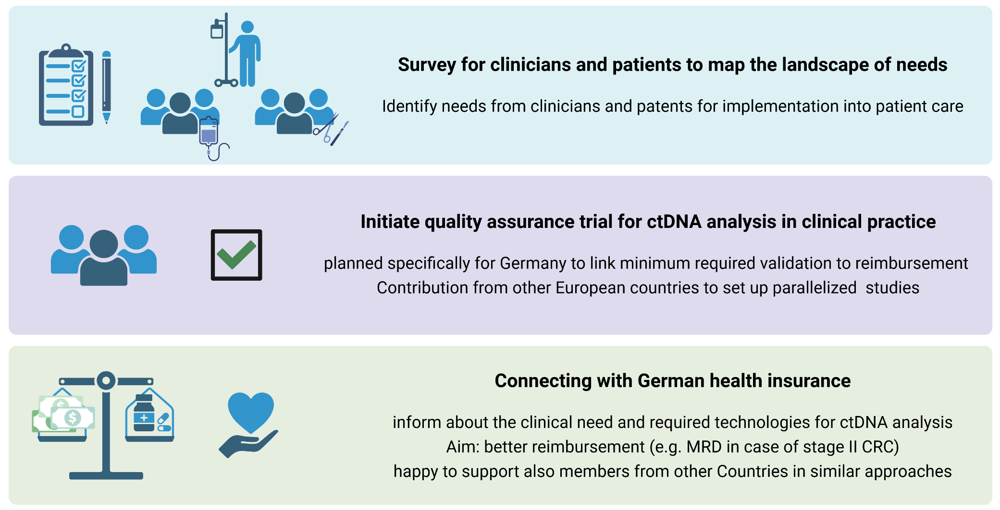 Survey for clinicians and patients to map the landscape of needs
Identify needs from clinicians and patents for implementation into patient care
Initiate quality assurance trial for ctDNA analysis in clinical practice
planned specifically for Germany to link minimum required validation to reimbursement
Contribution from other European countries to set up parallelized  studies
Connecting with German health insurance
inform about the clinical need and required technologies for ctDNA analysis
Aim: better reimbursement (e.g. MRD in case of stage II CRC)
happy to support also members from other Countries in similar approaches